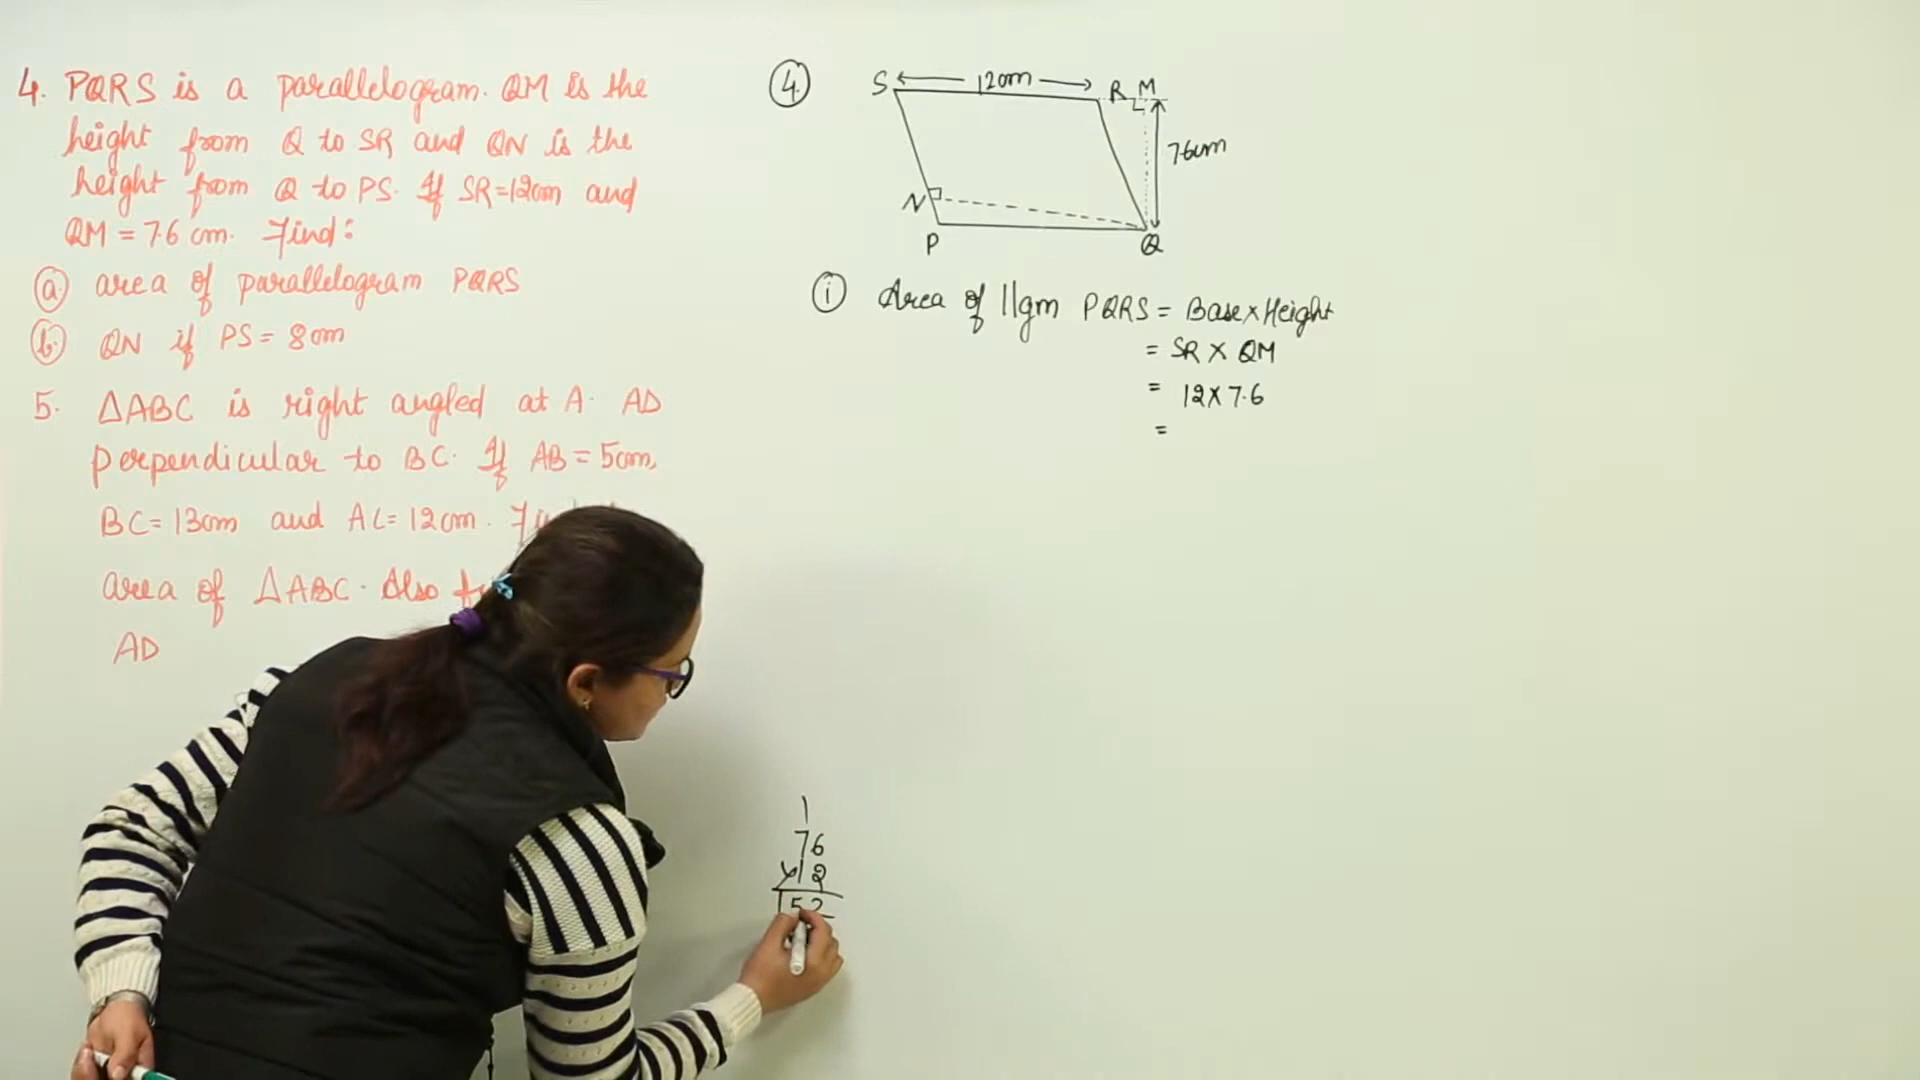 4. PQRS is a parallelogram. QM is the
height from Q to SR and QN is the
height from Q to PS. If SR=12cm and
QM = 7.6 cm. Find:
(a) area of parallelogram PQRS
(b) QN if PS = 8cm
5. △ABC is right angled at A. AD
perpendicular to BC. If AB = 5cm,
BC = 13cm and AC = 12cm.
area of △ABC. Also
AD
(4)
S 12cm R M
7.6cm
N
P Q
(i) Area of ||gm PQRS = Base × Height
= SR × QM
= 12 × 7.6
=
1
76
×12
152